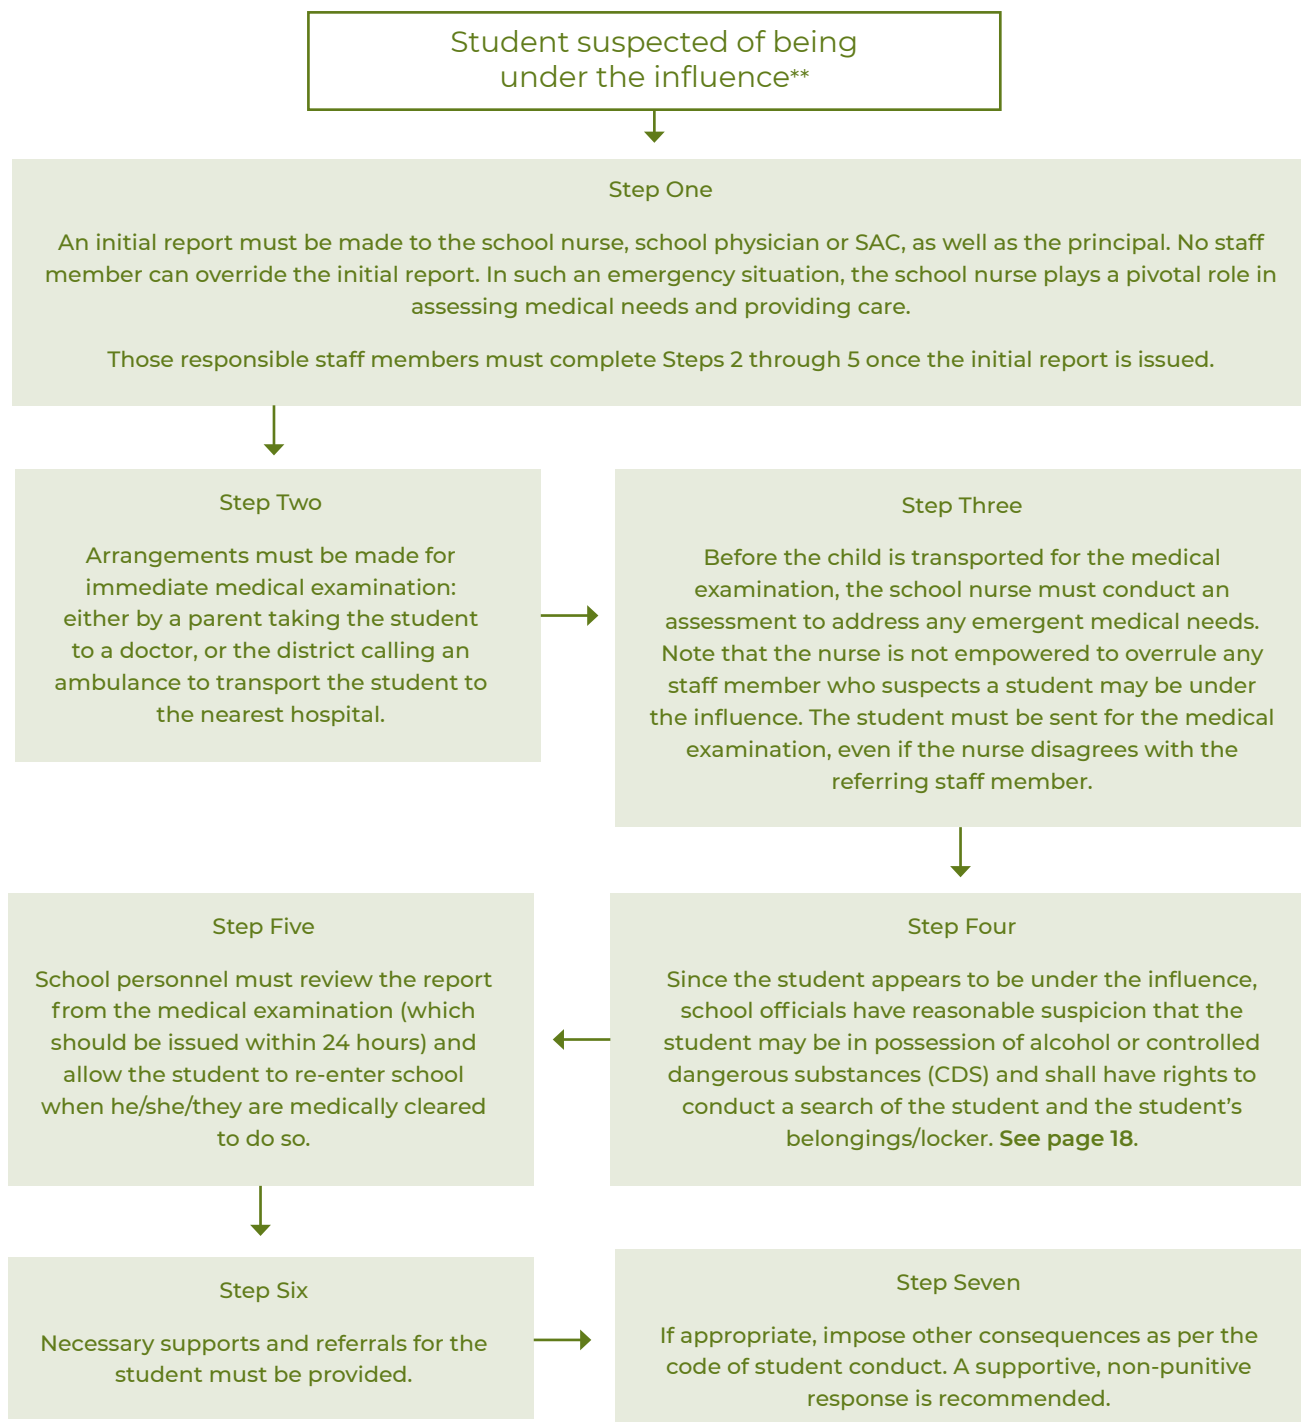 Student suspected of being
under the influence**
Step One
An initial report must be made to the school nurse, school physician or SAC, as well as the principal. No staff
member can override the initial report. In such an emergency situation, the school nurse plays a pivotal role in
assessing medical needs and providing care.
Those responsible staff members must complete Steps 2 through 5 once the initial report is issued.
Step Two
Arrangements must be made for
immediate medical examination:
either by a parent taking the student
to a doctor, or the district calling an
ambulance to transport the student to
the nearest hospital.
Step Three
Before the child is transported for the medical
examination, the school nurse must conduct an
assessment to address any emergent medical needs.
Note that the nurse is not empowered to overrule any
staff member who suspects a student may be under
the influence. The student must be sent for the medical
examination, even if the nurse disagrees with the
referring staff member.
Step Four
Since the student appears to be under the influence,
school officials have reasonable suspicion that the
student may be in possession of alcohol or controlled
dangerous substances (CDS) and shall have rights to
conduct a search of the student and the student’s
belongings/locker. See page 18.
Step Five
School personnel must review the report
from the medical examination (which
should be issued within 24 hours) and
allow the student to re-enter school
when he/she/they are medically cleared
to do so.
Step Six
Necessary supports and referrals for the
student must be provided.
Step Seven
If appropriate, impose other consequences as per the
code of student conduct. A supportive, non-punitive
response is recommended.